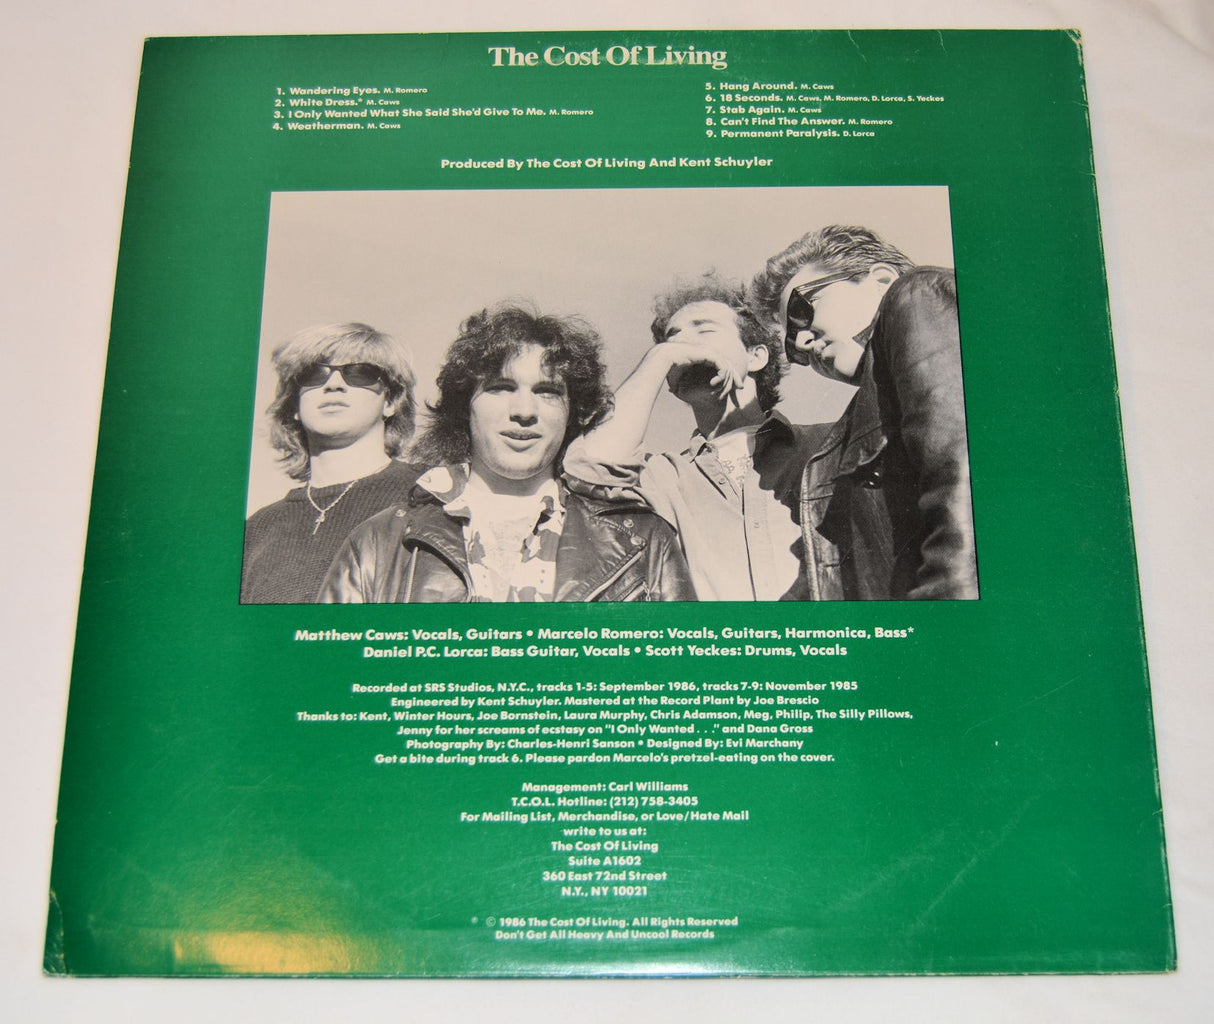 The Cost Of Living
1. Wandering Eyes. M. Romero
2. White Dress.* M. Caws
3. I Only Wanted What She Said She'd Give To Me. M. Romero
4. Weatherman. M. Caws
5. Hang Around. M. Caws
6. 18 Seconds. M. Caws, M. Romero, D. Lorca, S. Yeckes
7. Stab Again. M. Caws
8. Can't Find The Answer. M. Romero
9. Permanent Paralysis. D. Lorca
Produced By The Cost Of Living And Kent Schuyler
Matthew Caws: Vocals, Guitars • Marcelo Romero: Vocals, Guitars, Harmonica, Bass*
Daniel P.C. Lorca: Bass Guitar, Vocals • Scott Yeckes: Drums, Vocals
Recorded at SRS Studios, N.Y.C., tracks 1-5: September 1986, tracks 7-9: November 1985
Engineered by Kent Schuyler. Mastered at the Record Plant by Joe Brescio
Thanks to: Kent, Winter Hours, Joe Bornstein, Laura Murphy, Chris Adamson, Meg, Philip, The Silly Pillows,
Jenny for her screams of ecstasy on "I Only Wanted . . ." and Dana Gross
Photography By: Charles-Henri Sanson • Designed By: Evi Marchany
Get a bite during track 6. Please pardon Marcelo's pretzel-eating on the cover.
Management: Carl Williams
T.C.O.L. Hotline: (212) 758-3405
For Mailing List, Merchandise, or Love/Hate Mail
write to us at:
The Cost Of Living
Suite A1602
360 East 72nd Street
N.Y., NY 10021
© 1986 The Cost Of Living. All Rights Reserved
Don't Get All Heavy And Uncool Records